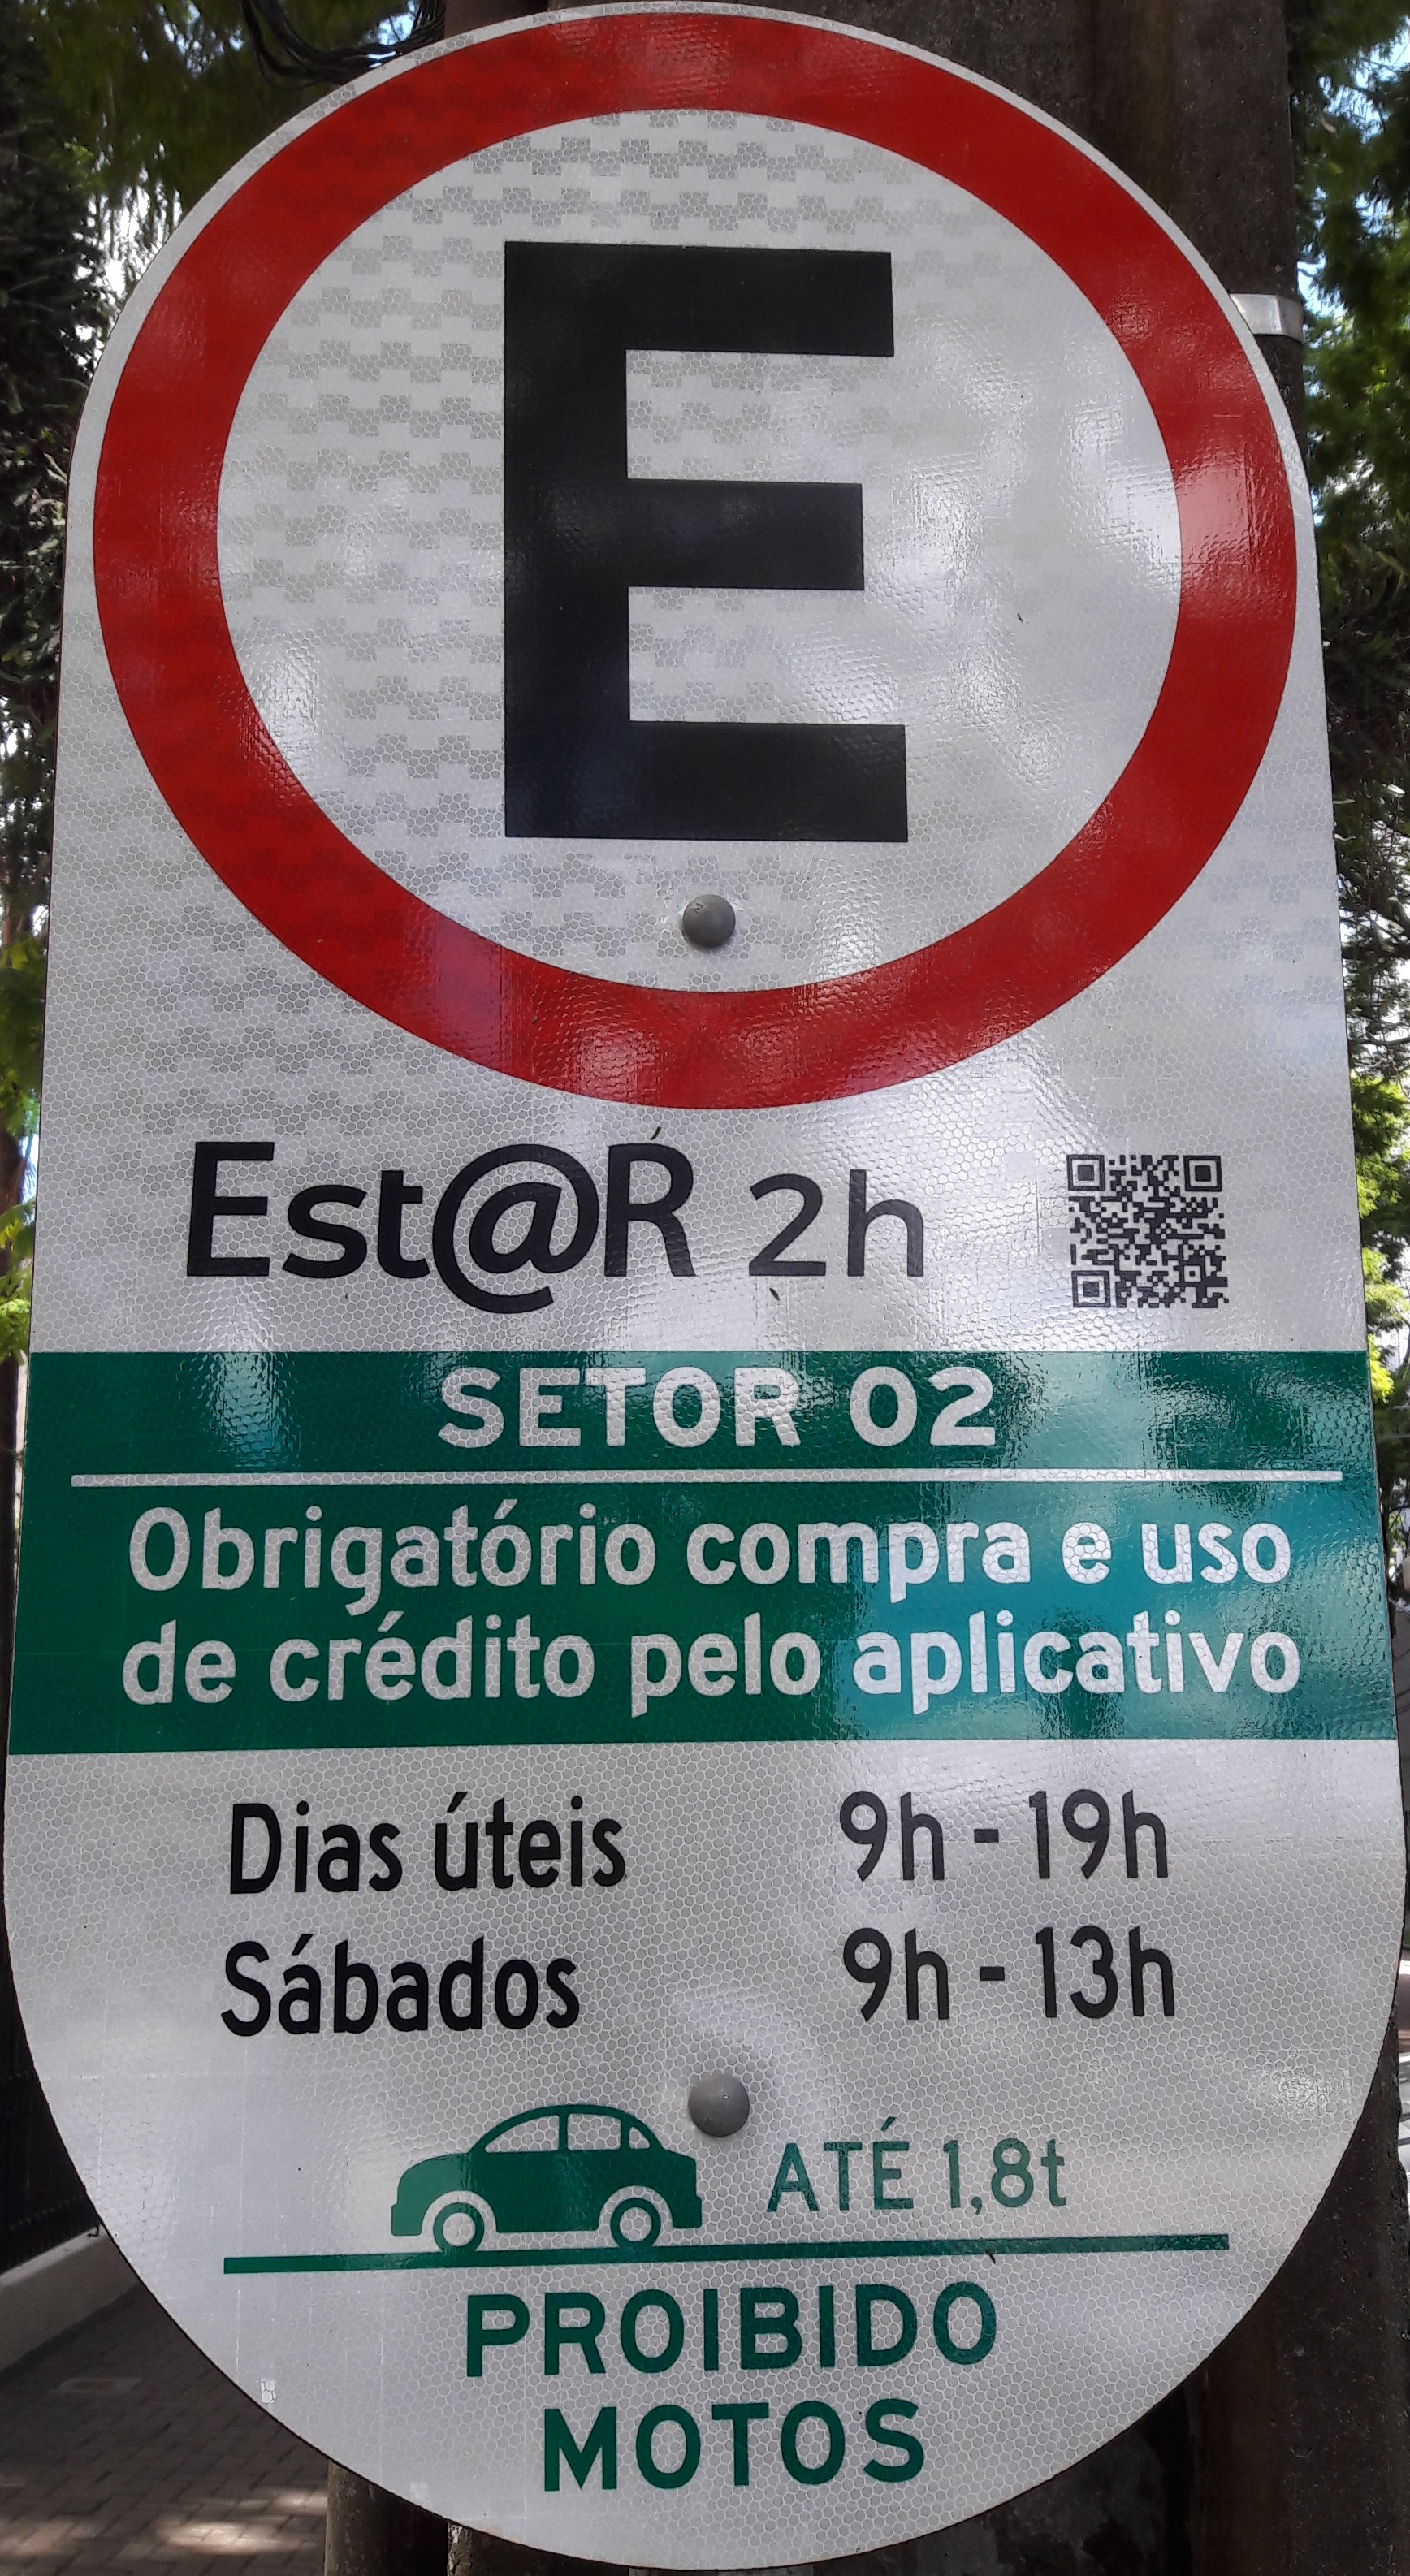 E
Est@R 2h
SETOR 02
Obrigatório compra e uso
de crédito pelo aplicativo
Dias úteis 9h - 19h
Sábados 9h - 13h
ATÉ 1,8t
PROIBIDO
MOTOS